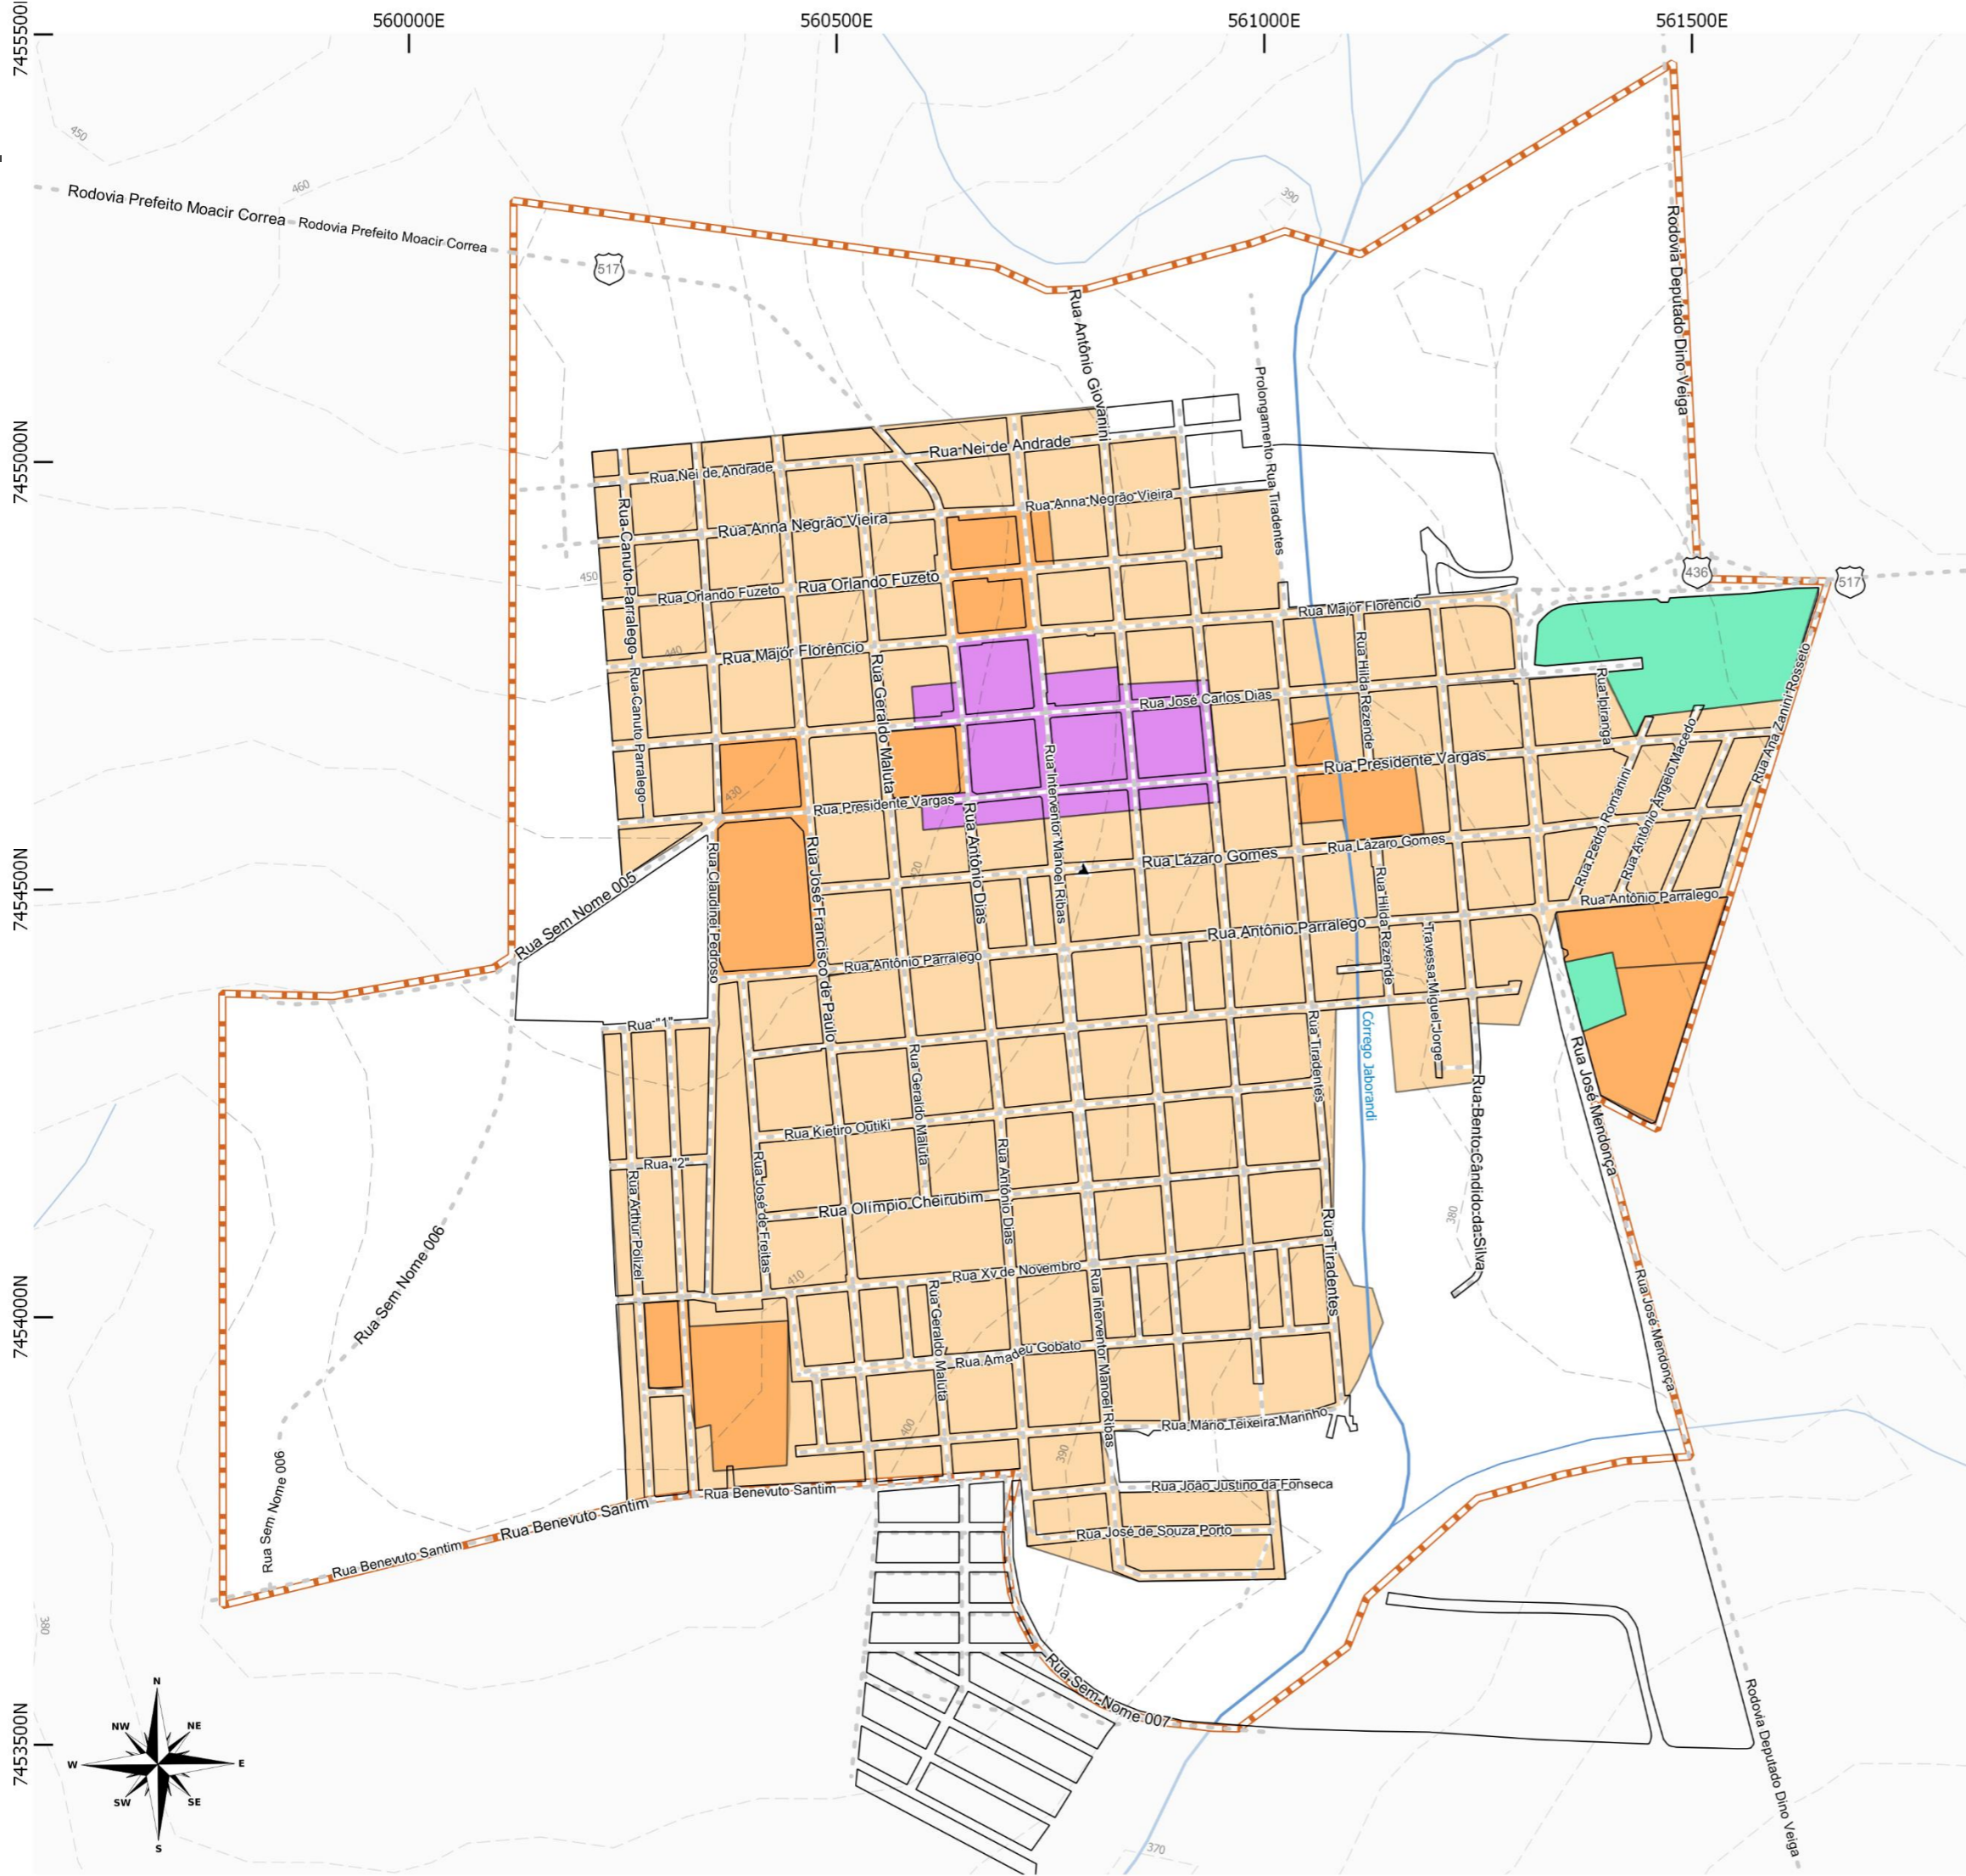 560000E
560500E
561000E
561500E
7455000N
7454500N
7454000N
7453500N
450
460
390
Rodovia Prefeito Moacir Correa
Rodovia Prefeito Moacir Correa
517
Rodovia Deputado Dino Veiga
Rua Antônio Giovanini
Prolongamento Rua Tiradentes
Rua Nei de Andrade
Rua Nei de Andrade
Rua Anna Negrão Vieira
Rua Anna Negrão Vieira
Rua Canuto Parralego
450
Rua Orlando Fuzeto
Rua Orlando Fuzeto
436
517
Rua Major Florêncio
Rua Major Florêncio
440
Rua Canuto Parralego
Rua Geraldo Maluta
Rua Hilda Rezende
Rua José Carlos Dias
Rua Ipiranga
Rua Ana Zanini Rosseto
Rua Presidente Vargas
Rua Presidente Vargas
430
Rua Interventor Manoel Ribas
Rua Pedro Romanini
Rua Antônio Ângelo Macedo
Rua Antônio Dias
Rua Lázaro Gomes
Rua Lázaro Gomes
420
Rua Claudinei Pedroso
Rua José Francisco de Paulo
Rua Sem Nome 005
Rua Hilda Rezende
Rua Antônio Parralego
Rua Antônio Parralego
Rua Antônio Parralego
Travessa Miguel Jorge
Rua "1"
Rua Tiradentes
Córrego Jaborandi
Rua José Mendonça
Rua Geraldo Maluta
Rua Bento Cândido da Silva
Rua Kietiro Outiki
Rua "2"
Rua Arthur Polizel
Rua José de Freitas
Rua Antônio Dias
Rua Olímpio Cheirubim
380
Rua Tiradentes
Rua Sem Nome 006
Rua Xv de Novembro
410
Rua Interventor Manoel Ribas
Rua José Mendonça
Rua Geraldo Maluta
Rua Amadeu Gobato
Rua Mário Teixeira Marinho
400
390
Rua Sem Nome 006
Rua João Justino da Fonseca
Rua Benevuto Santim
Rua Benevuto Santim
Rua Benevuto Santim
Rua José de Souza Porto
380
Rua Sem Nome 007
Rodovia Deputado Dino Veiga
370
N
NW
NE
W
E
SW
SE
S